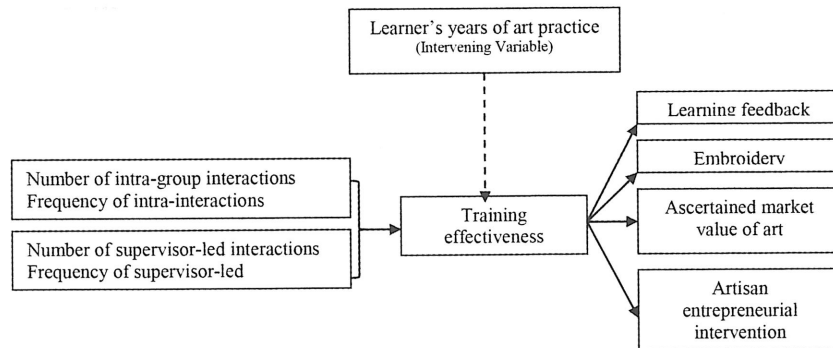 Learner's years of art practice
(Intervening Variable)
Number of intra-group interactions
Frequency of intra-interactions
Number of supervisor-led interactions
Frequency of supervisor-led
Training
effectiveness
Learning feedback
Embroidery
Ascertained market
value of art
Artisan
entrepreneurial
intervention